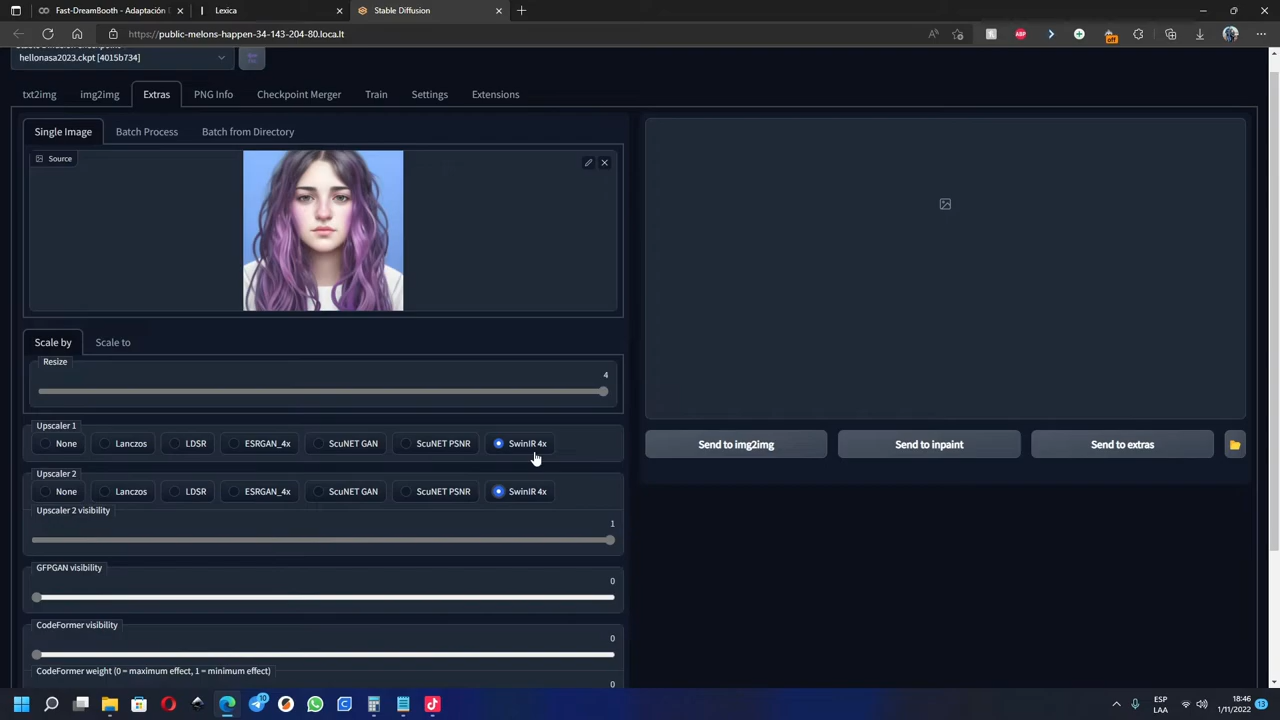 Fast-DreamBooth - Adaptación
Lexica
Stable Diffusion
https://public-melons-happen-34-143-204-80.loca.lt
ABP
off
hellonasa2023.ckpt [4015b734]
txt2img
img2img
Extras
PNG Info
Checkpoint Merger
Train
Settings
Extensions
Single Image
Batch Process
Batch from Directory
Source
Scale by
Scale to
Resize
4
Upscaler 1
None
Lanczos
LDSR
ESRGAN_4x
ScuNET GAN
ScuNET PSNR
SwinIR 4x
Send to img2img
Send to inpaint
Send to extras
Upscaler 2
None
Lanczos
LDSR
ESRGAN_4x
ScuNET GAN
ScuNET PSNR
SwinIR 4x
Upscaler 2 visibility
1
GFPGAN visibility
0
CodeFormer visibility
0
CodeFormer weight (0 = maximum effect, 1 = minimum effect)
0
10
ESP
LAA
18:46
1/11/2022
13